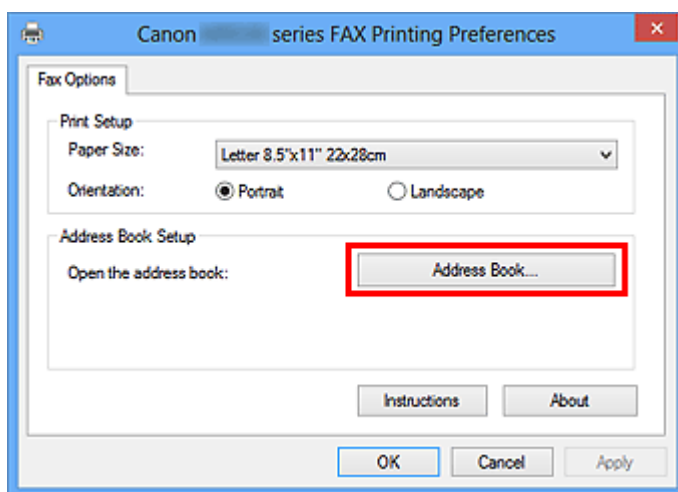 Canon series FAX Printing Preferences
Fax Options
Print Setup
Paper Size: Letter 8.5"x11" 22x28cm
Orientation: Portrait Landscape
Address Book Setup
Open the address book: Address Book...
Instructions About
OK Cancel Apply